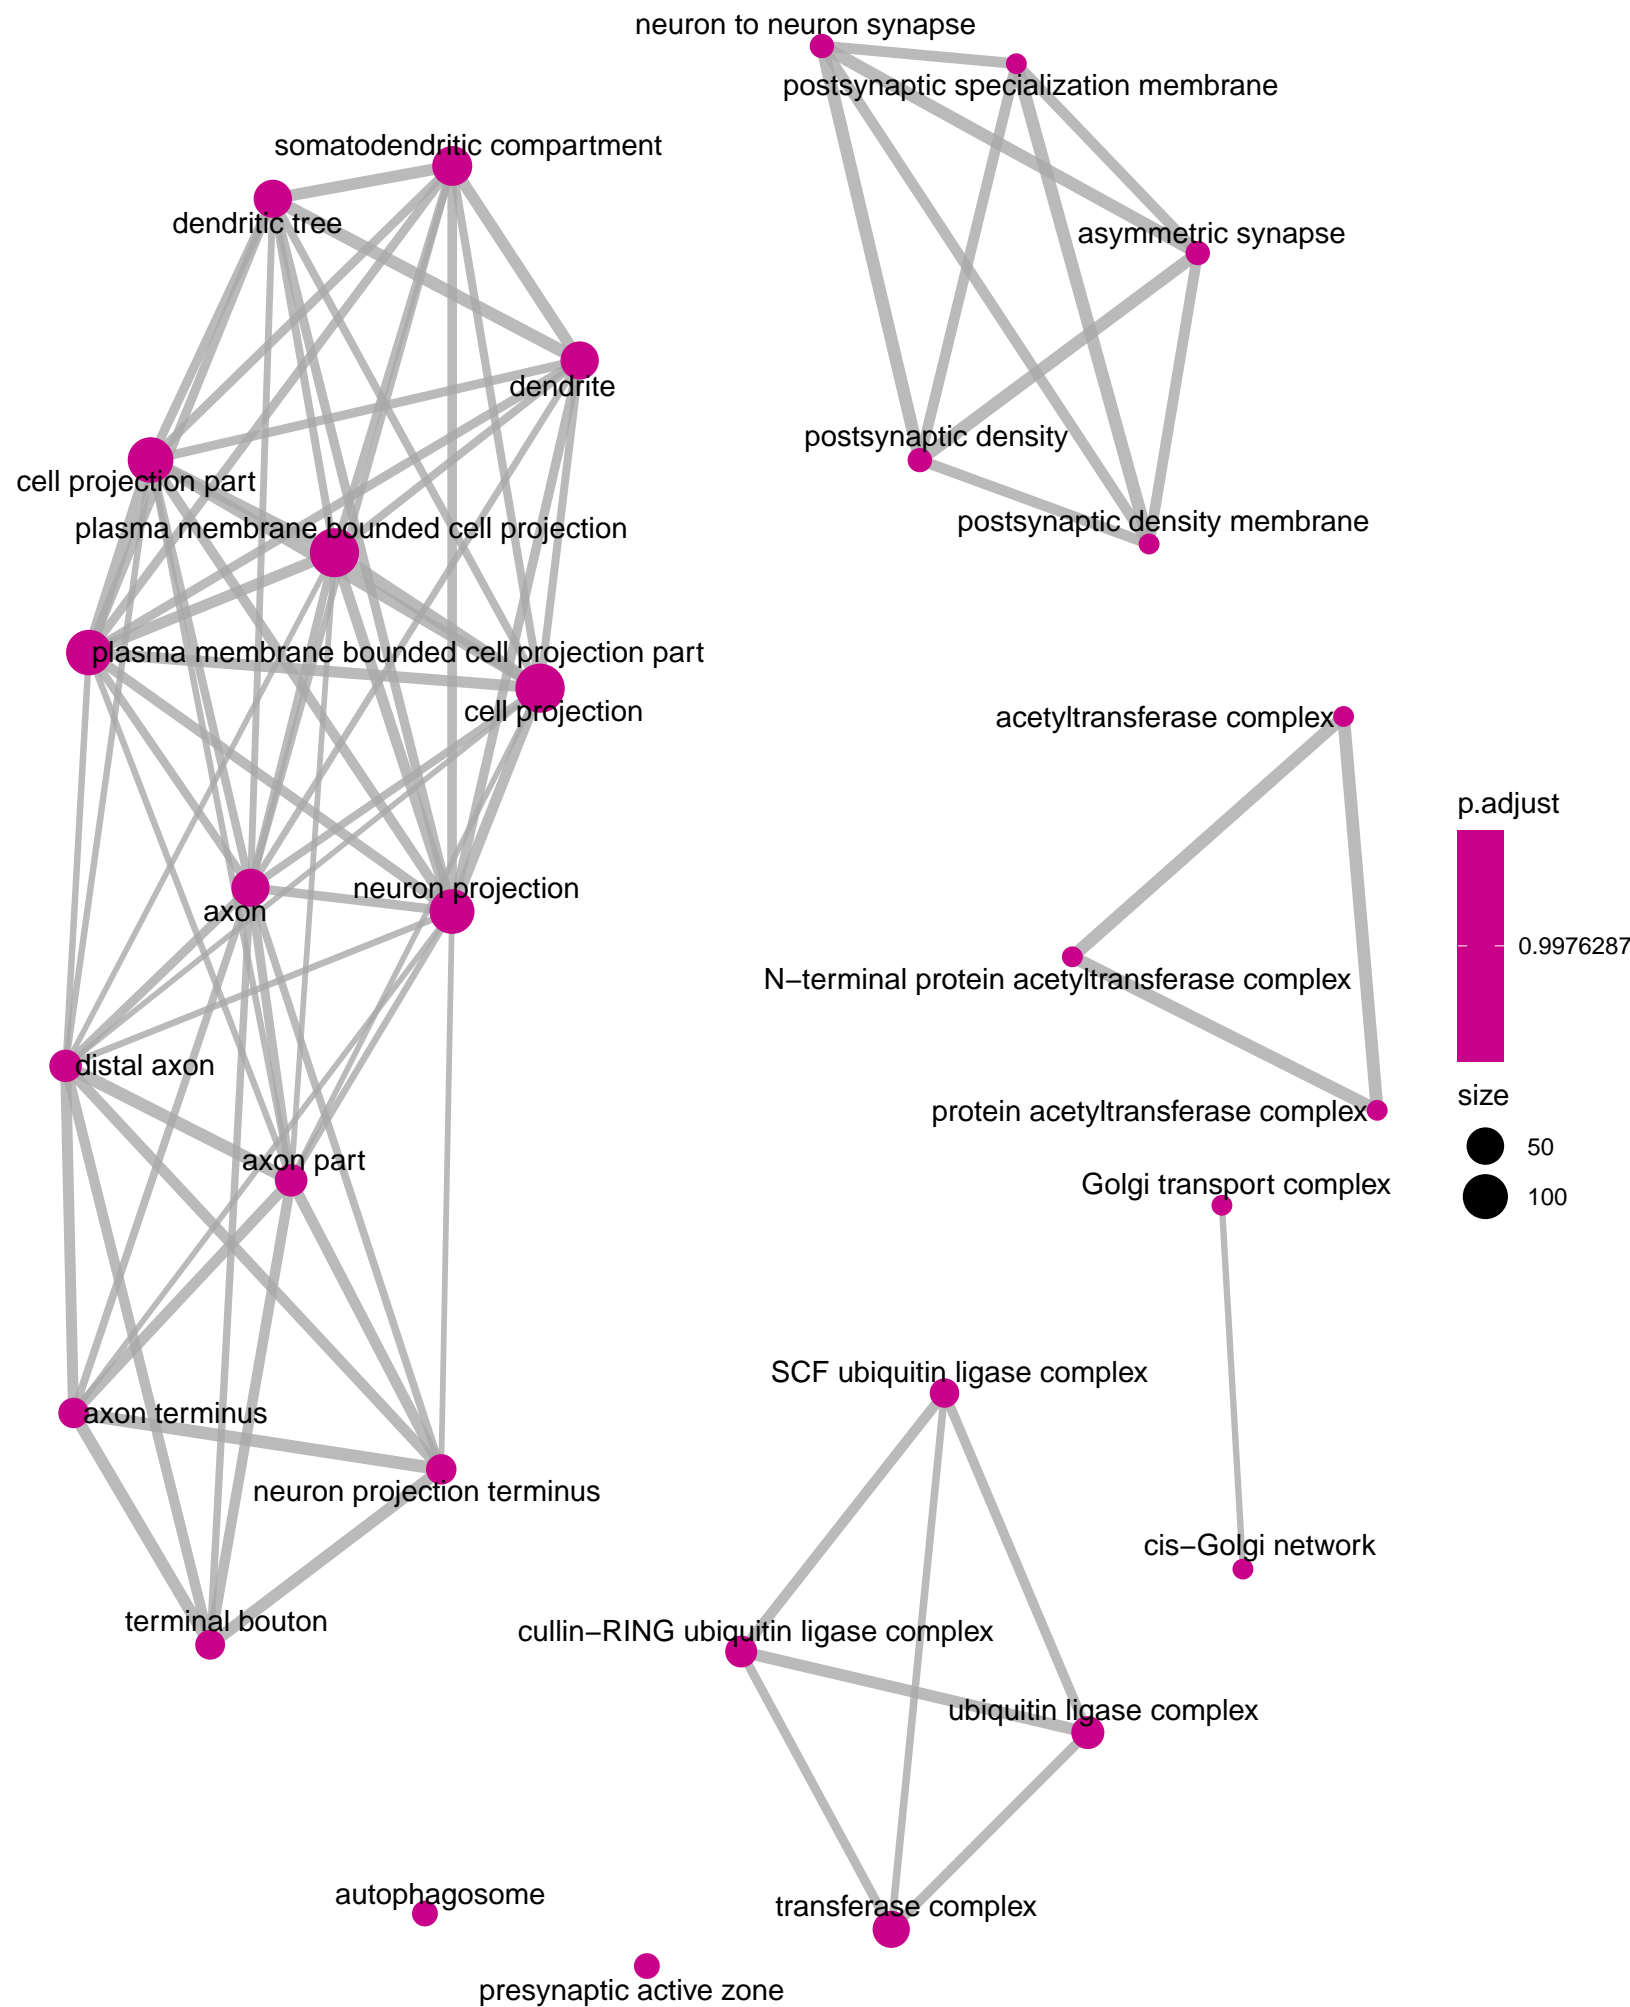 neuron to neuron synapse
postsynaptic specialization membrane
somatodendritic compartment
dendritic tree
asymmetric synapse
dendrite
postsynaptic density
cell projection part
postsynaptic density membrane
plasma membrane bounded cell projection
plasma membrane bounded cell projection part
cell projection
acetyltransferase complex
p.adjust
0.9976287
neuron projection
axon
N−terminal protein acetyltransferase complex
distal axon
size
protein acetyltransferase complex
50
axon part
Golgi transport complex
100
SCF ubiquitin ligase complex
axon terminus
neuron projection terminus
cis−Golgi network
terminal bouton
cullin−RING ubiquitin ligase complex
ubiquitin ligase complex
autophagosome
transferase complex
presynaptic active zone